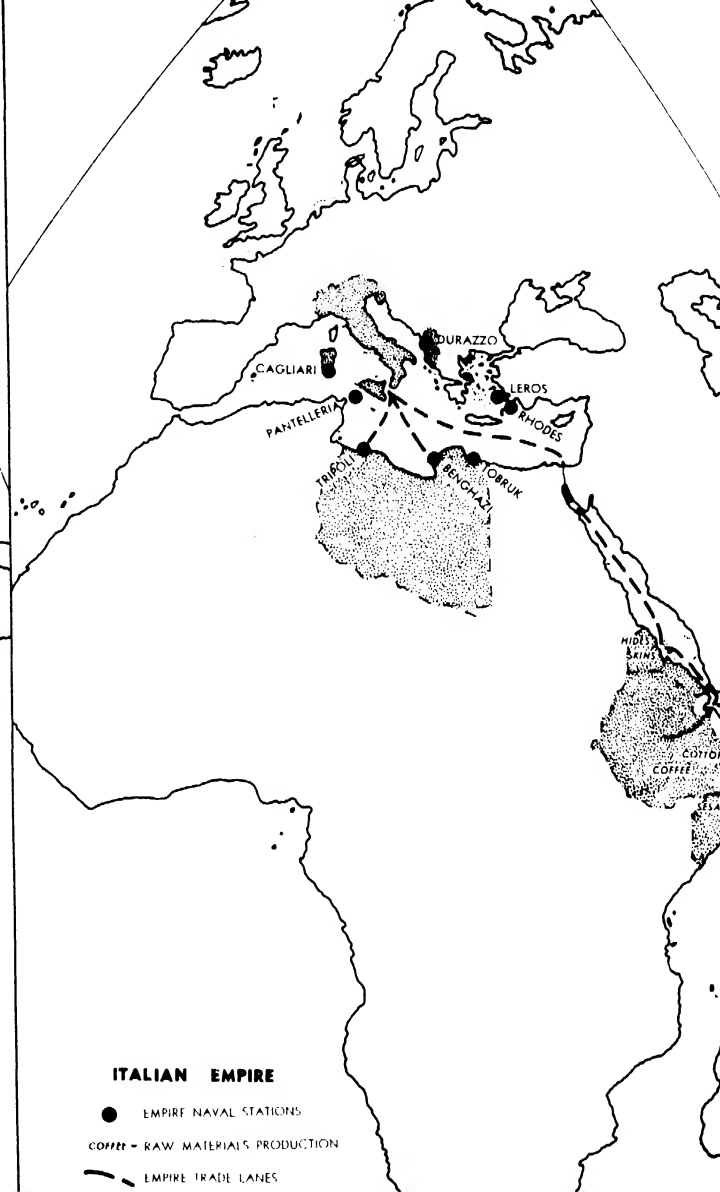 DURAZZO
CAGLIARI
LEROS
RHODES
PANTELLERIA
TRIPOLI
BENGHAZI
TOBRUK
HIDES
SKINS
COFFEE
ITALIAN EMPIRE
EMPIRE NAVAL STATIONS
COFFEE - RAW MATERIALS PRODUCTION
EMPIRE TRADE LANES